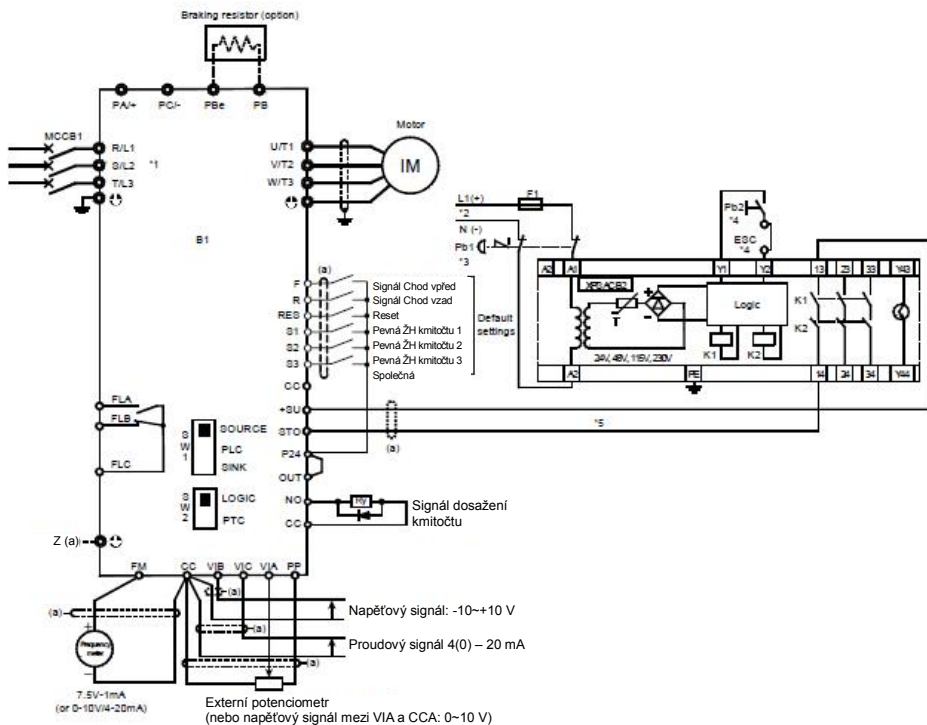 Braking resistor (option)
PA/+ PC/- PBe PB
MCCB1
R/L1
S/L2 *1
T/L3
U/T1
V/T2
W/T3
Motor
IM
B1
L1(+) F1
*2
N (-)
Pb1
*3
Pb2
*4
ESC
*4
A2 A1 Y1 Y2 13 23 33 Y43
Logic
K1
K2
T
K1 K2
24V, 48V, 115V, 230V
A2 PE 14 24 34 Y44
(a)
F Signál Chod vpřed
R Signál Chod vzad
RES Reset
S1 Pevná ŽH kmitočtu 1
S2 Pevná ŽH kmitočtu 2
S3 Pevná ŽH kmitočtu 3
Společná
Default
settings
CC
+SU
STO
*5
(a)
P24
OUT
NO Ry
CC
Signál dosažení
kmitočtu
FLA
FLB
FLC
SW1
SOURCE
PLC
SINK
SW2
LOGIC
PTC
Z (a)
FM CC VIB VIC VIA PP
(a)
(a)
Napěťový signál: -10~+10 V
(a)
Proudový signál 4(0) – 20 mA
(a)
+
Frequency
meter
−
7.5V-1mA
(or 0-10V/4-20mA)
Externí potenciometr
(nebo napěťový signál mezi VIA a CCA: 0~10 V)